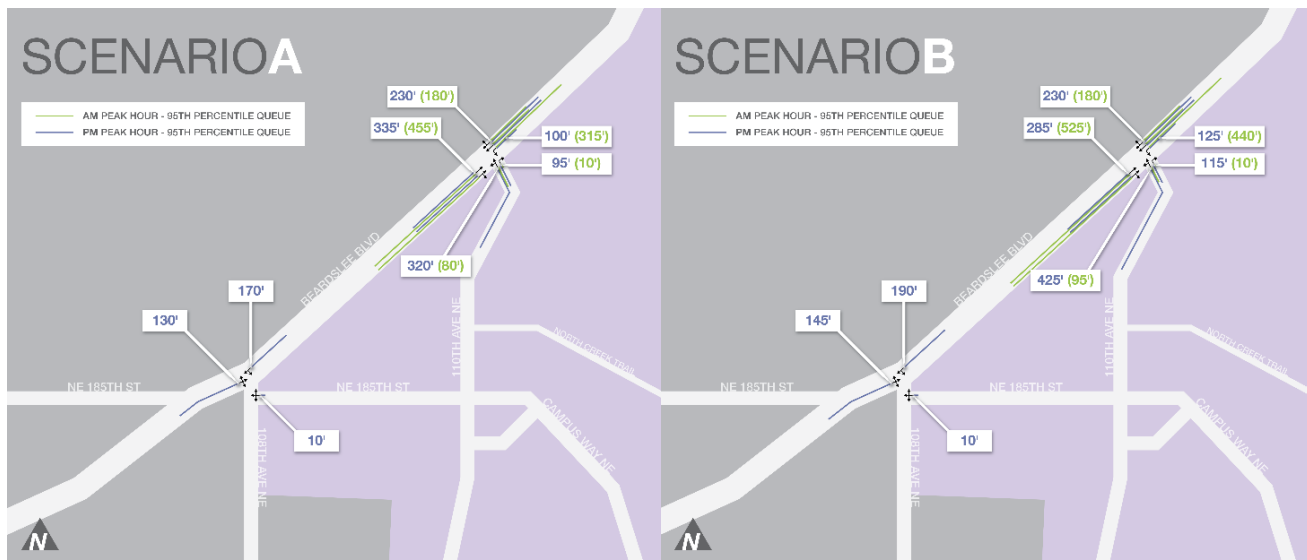 SCENARIOA
AM PEAK HOUR - 95TH PERCENTILE QUEUE
PM PEAK HOUR - 95TH PERCENTILE QUEUE
230' (180')
335' (455')
100' (315')
95' (10')
320' (80')
BEARDSLEE BLVD
170'
130'
110TH AVE NE
NORTH CREEK TRAIL
NE 185TH ST
NE 185TH ST
CAMPUS WAY NE
10'
108TH AVE NE
N
SCENARIOB
AM PEAK HOUR - 95TH PERCENTILE QUEUE
PM PEAK HOUR - 95TH PERCENTILE QUEUE
230' (180')
285' (525')
125' (440')
115' (10')
425' (95')
BEARDSLEE BLVD
190'
145'
110TH AVE NE
NORTH CREEK TRAIL
NE 185TH ST
NE 185TH ST
CAMPUS WAY NE
10'
108TH AVE NE
N